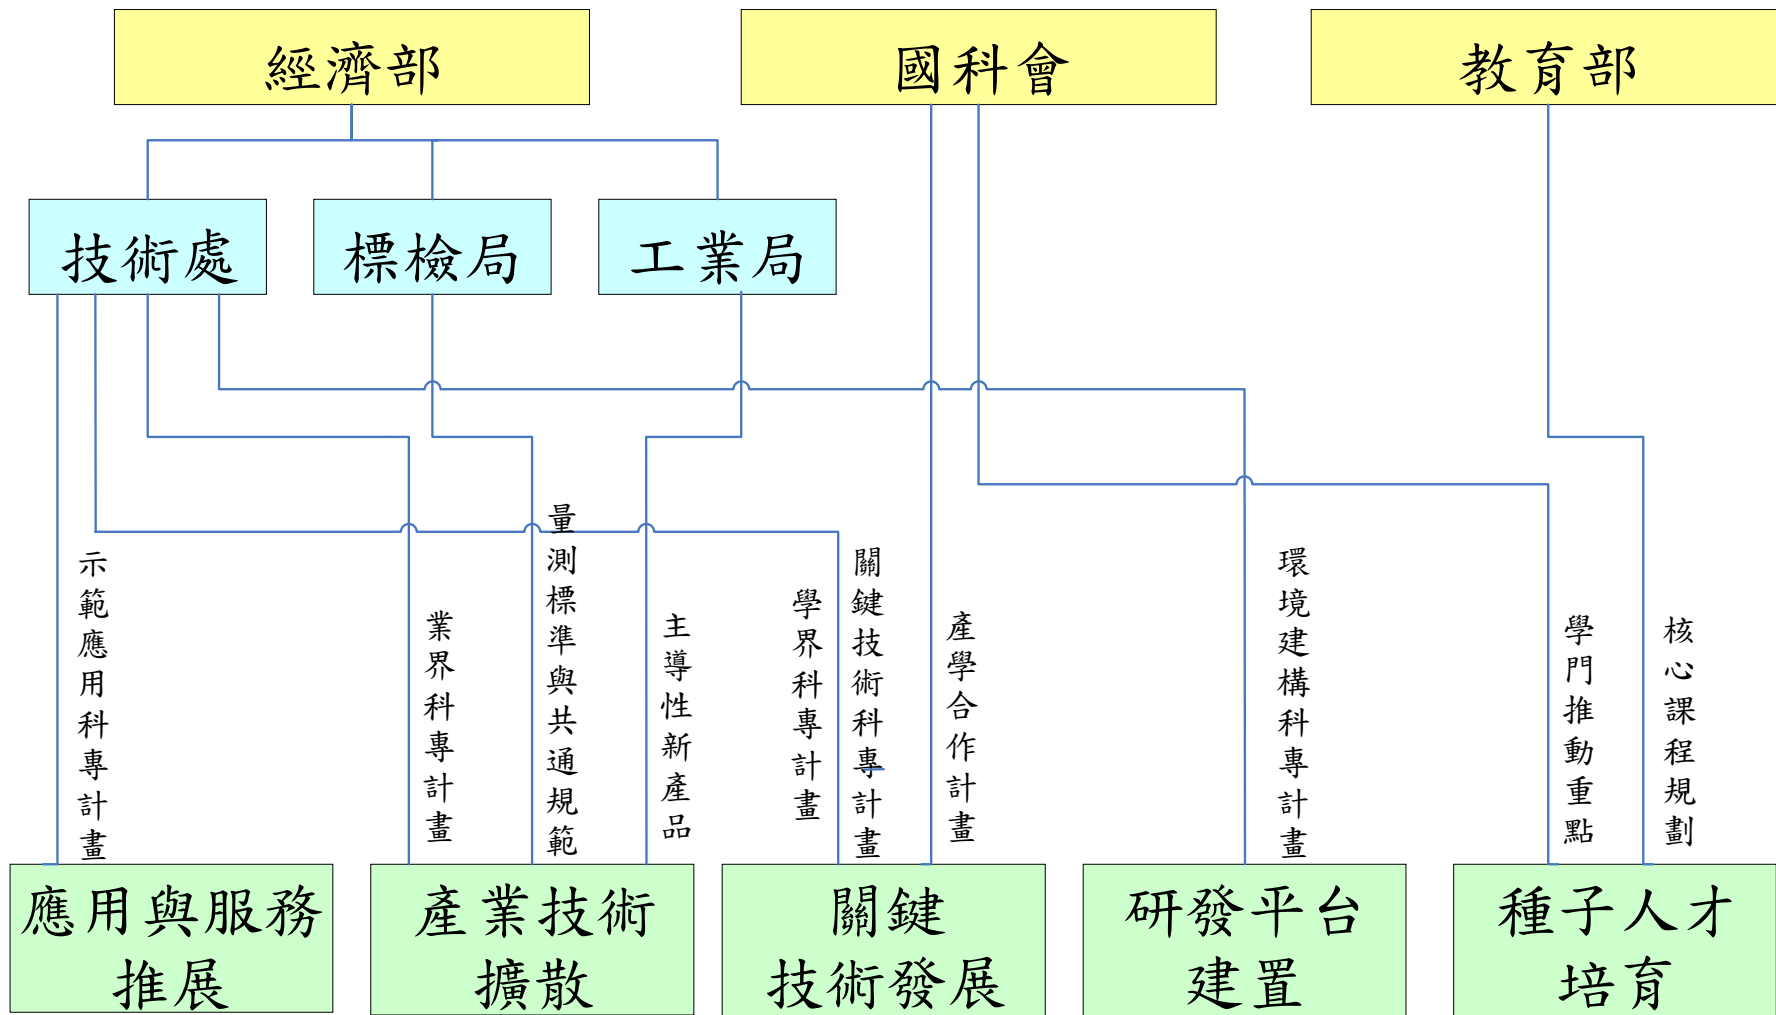 經濟部
國科會
教育部
技術處
標檢局
工業局
示範應用科專計畫
業界科專計畫
量測標準與共通規範
主導性新產品
學界科專計畫
關鍵技術科專計畫
產學合作計畫
環境建構科專計畫
學門推動重點
核心課程規劃
應用與服務
推展
產業技術
擴散
關鍵
技術發展
研發平台
建置
種子人才
培育